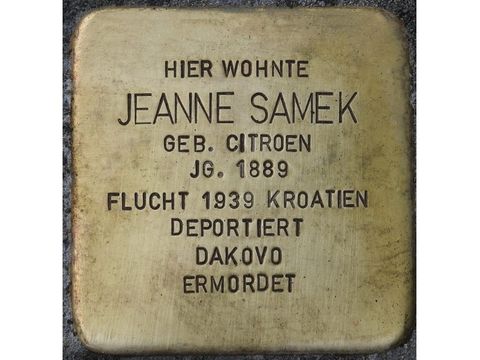 HIER WOHNTE
JEANNE SAMEK
GEB. CITROEN
JG. 1889
FLUCHT 1939 KROATIEN
DEPORTIERT
DAKOVO
ERMORDET